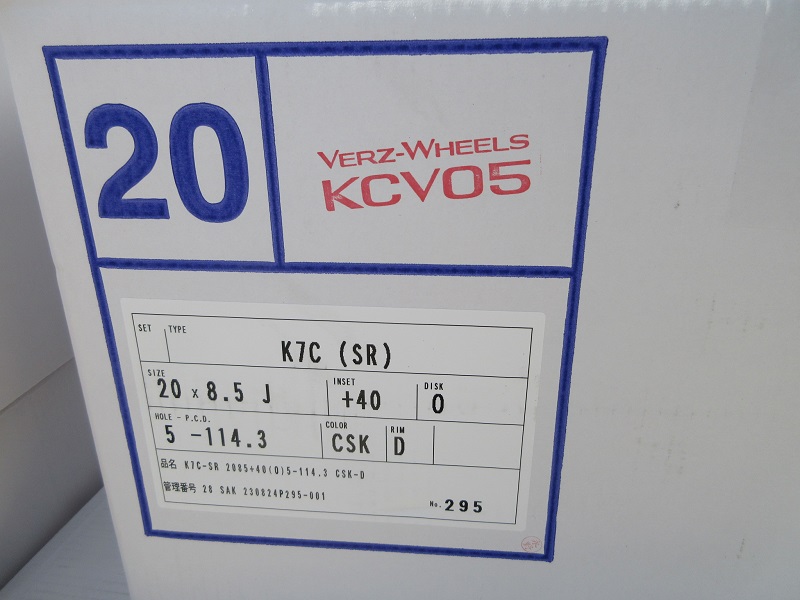 20
VERZ-WHEELS
KCV05
SET TYPE
K7C (SR)
SIZE INSET DISK
20 x 8.5 J +40 O
HOLE - P.C.D. COLOR RIM
5 -114.3 CSK D
品名 K7C-SR 2085+40(O)5-114.3 CSK-D
管理番号 28 SAK 230824P295-001
No. 295